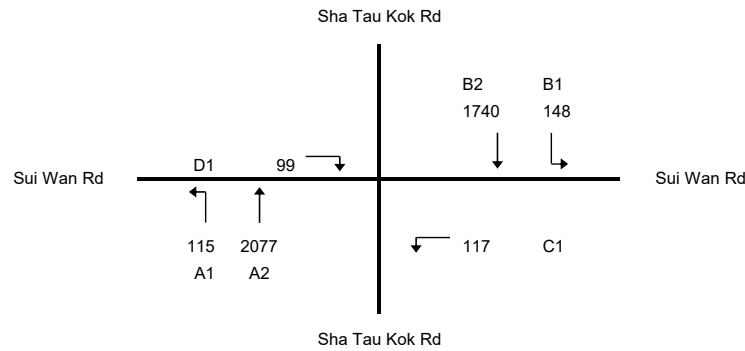 Sha Tau Kok Rd
B2 B1
1740 148
D1 99
Sui Wan Rd Sui Wan Rd
115 2077 117 C1
A1 A2
Sha Tau Kok Rd